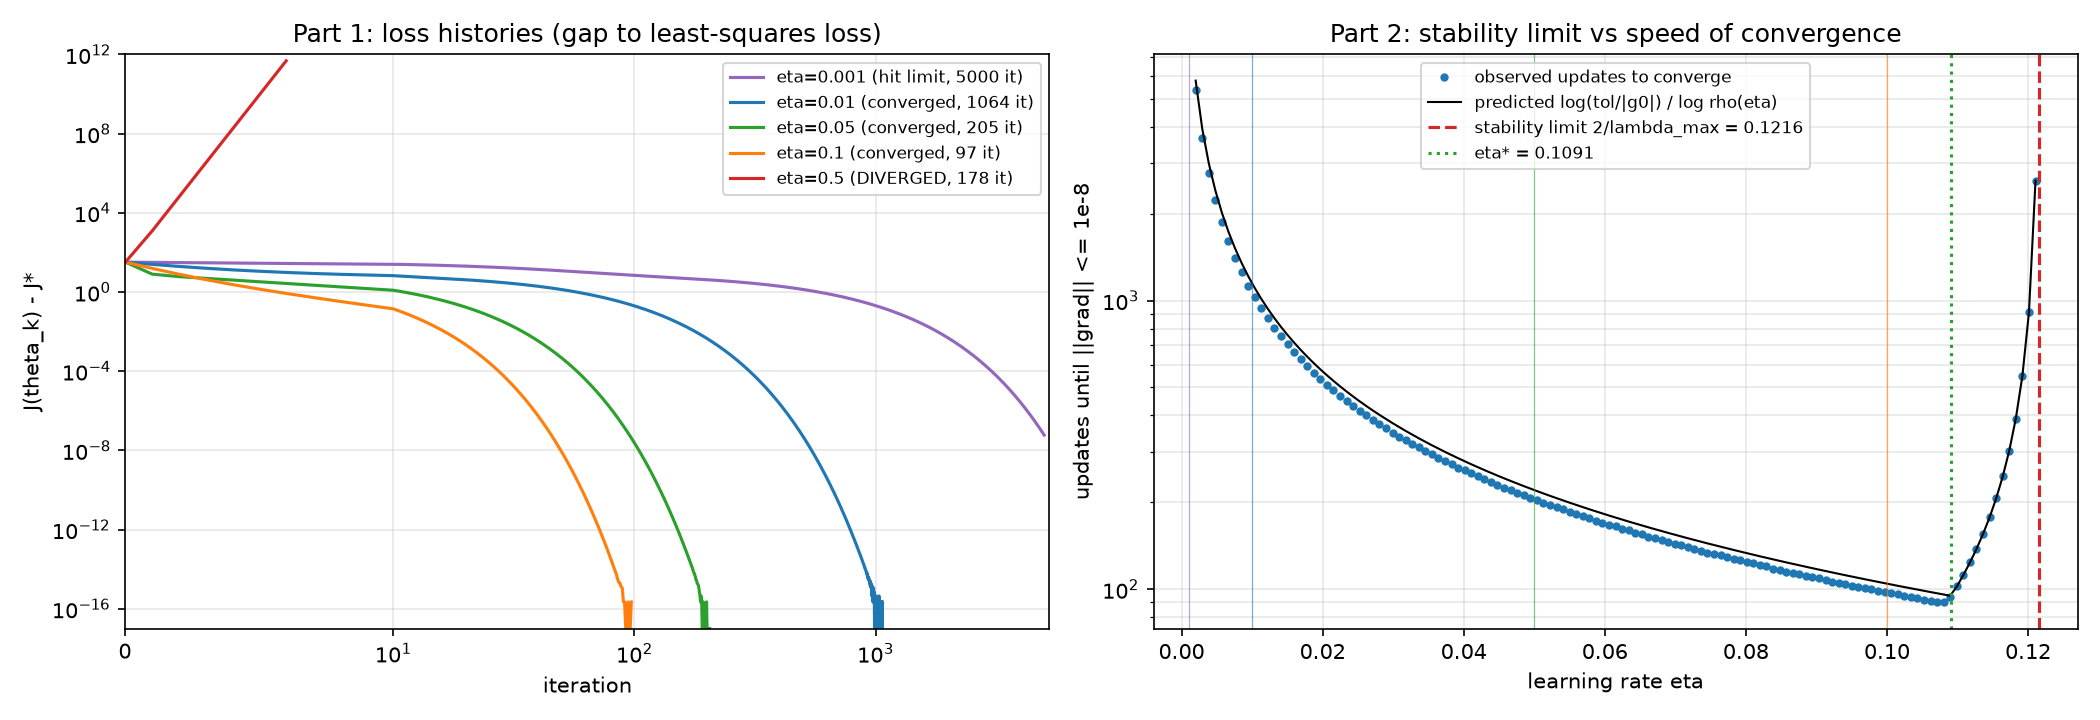 Part 1: loss histories (gap to least-squares loss)
J(theta_k) - J*
10^12
10^8
10^4
10^0
10^-4
10^-8
10^-12
10^-16
eta=0.001 (hit limit, 5000 it)
eta=0.01 (converged, 1064 it)
eta=0.05 (converged, 205 it)
eta=0.1 (converged, 97 it)
eta=0.5 (DIVERGED, 178 it)
0
10^1
10^2
10^3
iteration
Part 2: stability limit vs speed of convergence
updates until ||grad|| <= 1e-8
10^3
10^2
observed updates to converge
predicted log(tol/|g0|) / log rho(eta)
stability limit 2/lambda_max = 0.1216
eta* = 0.1091
0.00
0.02
0.04
0.06
0.08
0.10
0.12
learning rate eta